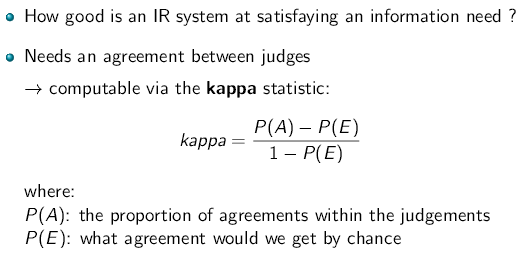 • How good is an IR system at satisfaying an information need ?
• Needs an agreement between judges
→ computable via the kappa statistic:
kappa = P(A) − P(E) / 1 − P(E)
where:
P(A): the proportion of agreements within the judgements
P(E): what agreement would we get by chance